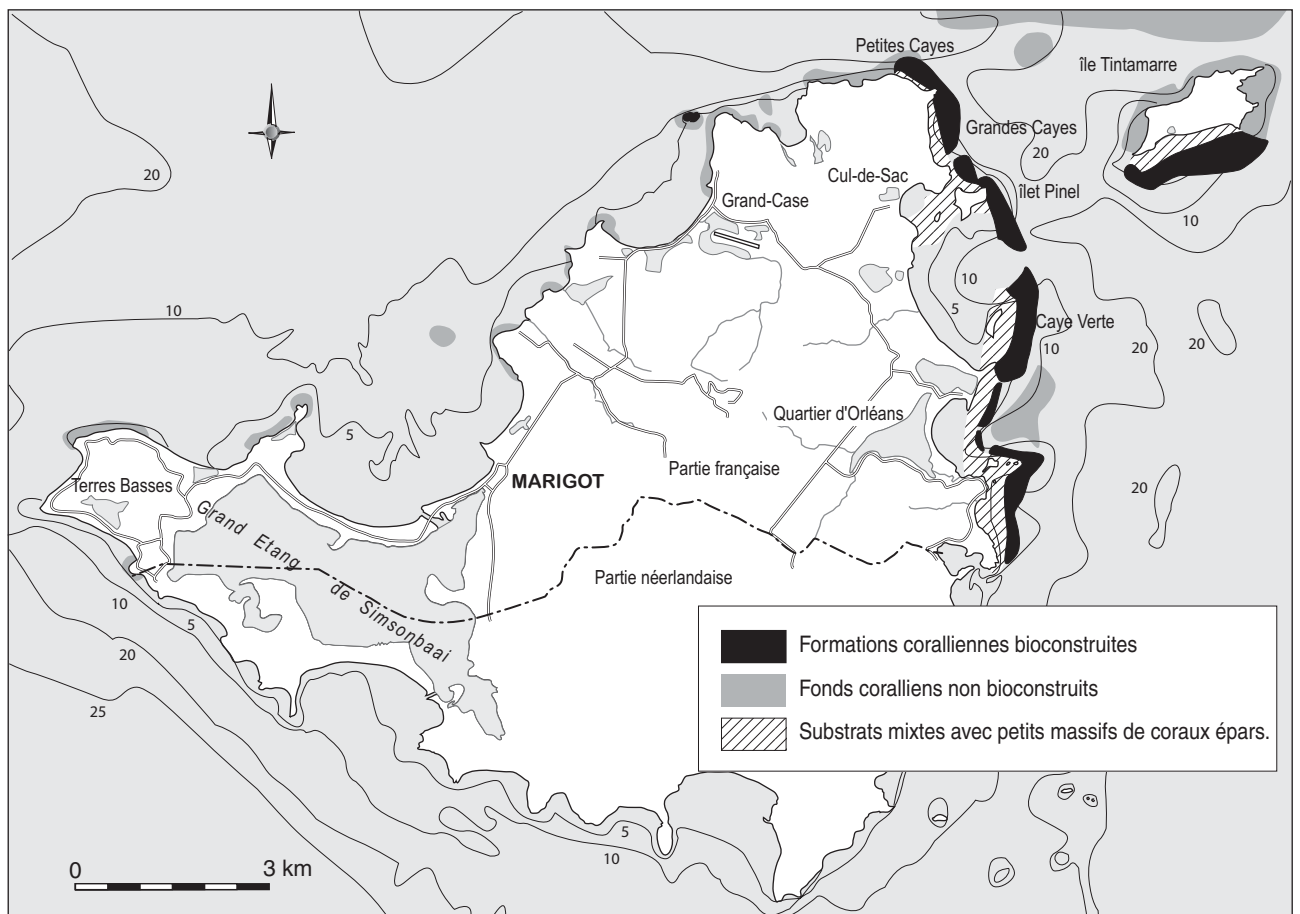 Petites Cayes
île Tintamarre
Grandes Cayes
20
20
Cul-de-Sac
îlet Pinel
Grand-Case
10
10
5
10
Caye Verte
10
20
20
5
Quartier d'Orléans
Partie française
MARIGOT
Terres Basses
20
Grand Etang
de Simsonbaai
Partie néerlandaise
10
5
20
25
Formations coralliennes bioconstruites
Fonds coralliens non bioconstruits
Substrats mixtes avec petits massifs de coraux épars.
5
10
0 3 km